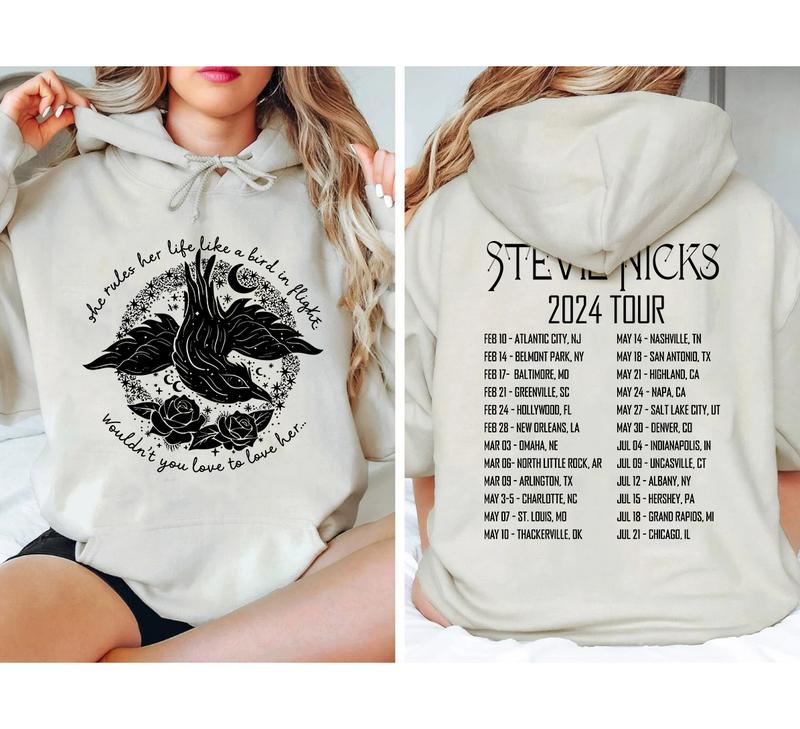 she rules her life like a bird in flight
wouldn't you love to love her...
STEVIE NICKS
2024 TOUR
FEB 10 - ATLANTIC CITY, NJ
FEB 14 - BELMONT PARK, NY
FEB 17- BALTIMORE, MD
FEB 21 - GREENVILLE, SC
FEB 24 - HOLLYWOOD, FL
FEB 28 - NEW ORLEANS, LA
MAR 03 - OMAHA, NE
MAR 06- NORTH LITTLE ROCK, AR
MAR 09 - ARLINGTON, TX
MAY 3-5 - CHARLOTTE, NC
MAY 07 - ST. LOUIS, MO
MAY 10 - THACKERVILLE, OK
MAY 14 - NASHVILLE, TN
MAY 18 - SAN ANTONIO, TX
MAY 21 - HIGHLAND, CA
MAY 24 - NAPA, CA
MAY 27 - SALT LAKE CITY, UT
MAY 30 - DENVER, CO
JUL 04 - INDIANAPOLIS, IN
JUL 09 - UNCASVILLE, CT
JUL 12 - ALBANY, NY
JUL 15 - HERSHEY, PA
JUL 18 - GRAND RAPIDS, MI
JUL 21 - CHICAGO, IL